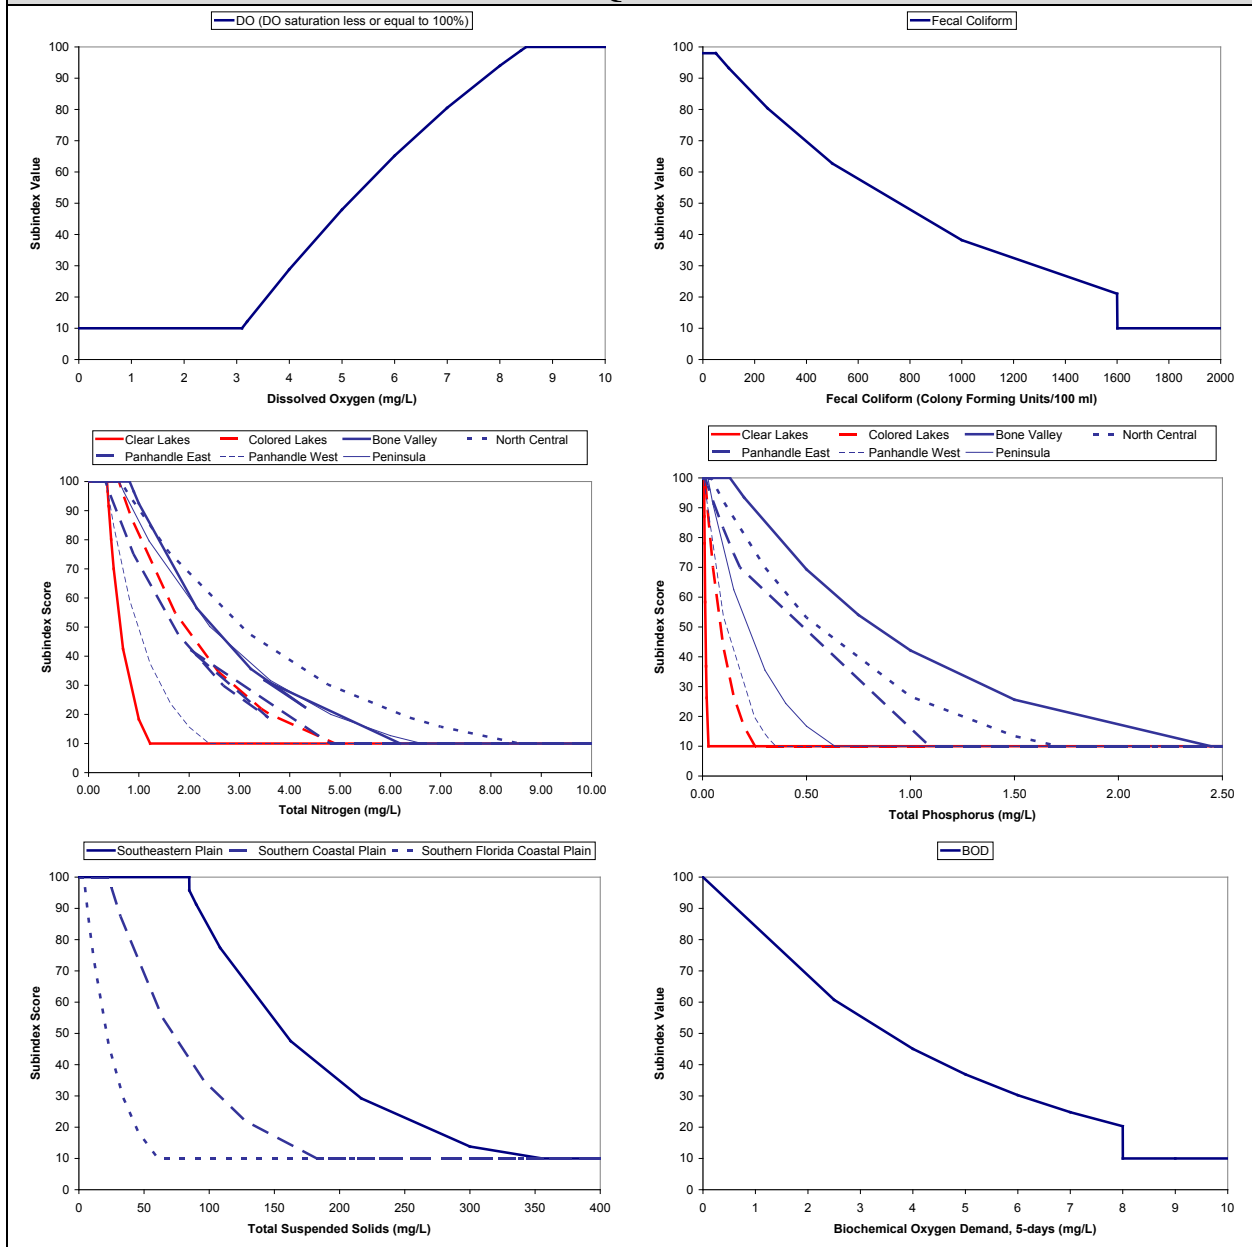 DO (DO saturation less or equal to 100%)
100
90
80
70
60
50
40
30
20
10
0
Subindex Value
0 1 2 3 4 5 6 7 8 9 10
Dissolved Oxygen (mg/L)
Fecal Coliform
100
90
80
70
60
50
40
30
20
10
0
Subindex Value
0 200 400 600 800 1000 1200 1400 1600 1800 2000
Fecal Coliform (Colony Forming Units/100 ml)
Clear Lakes Colored Lakes Bone Valley North Central
Panhandle East Panhandle West Peninsula
100
90
80
70
60
50
40
30
20
10
0
Subindex Score
0.00 1.00 2.00 3.00 4.00 5.00 6.00 7.00 8.00 9.00 10.00
Total Nitrogen (mg/L)
Clear Lakes Colored Lakes Bone Valley North Central
Panhandle East Panhandle West Peninsula
100
90
80
70
60
50
40
30
20
10
0
Subindex Score
0.00 0.50 1.00 1.50 2.00 2.50
Total Phosphorus (mg/L)
Southeastern Plain Southern Coastal Plain Southern Florida Coastal Plain
100
90
80
70
60
50
40
30
20
10
0
Subindex Score
0 50 100 150 200 250 300 350 400
Total Suspended Solids (mg/L)
BOD
100
90
80
70
60
50
40
30
20
10
0
Subindex Value
0 1 2 3 4 5 6 7 8 9 10
Biochemical Oxygen Demand, 5-days (mg/L)